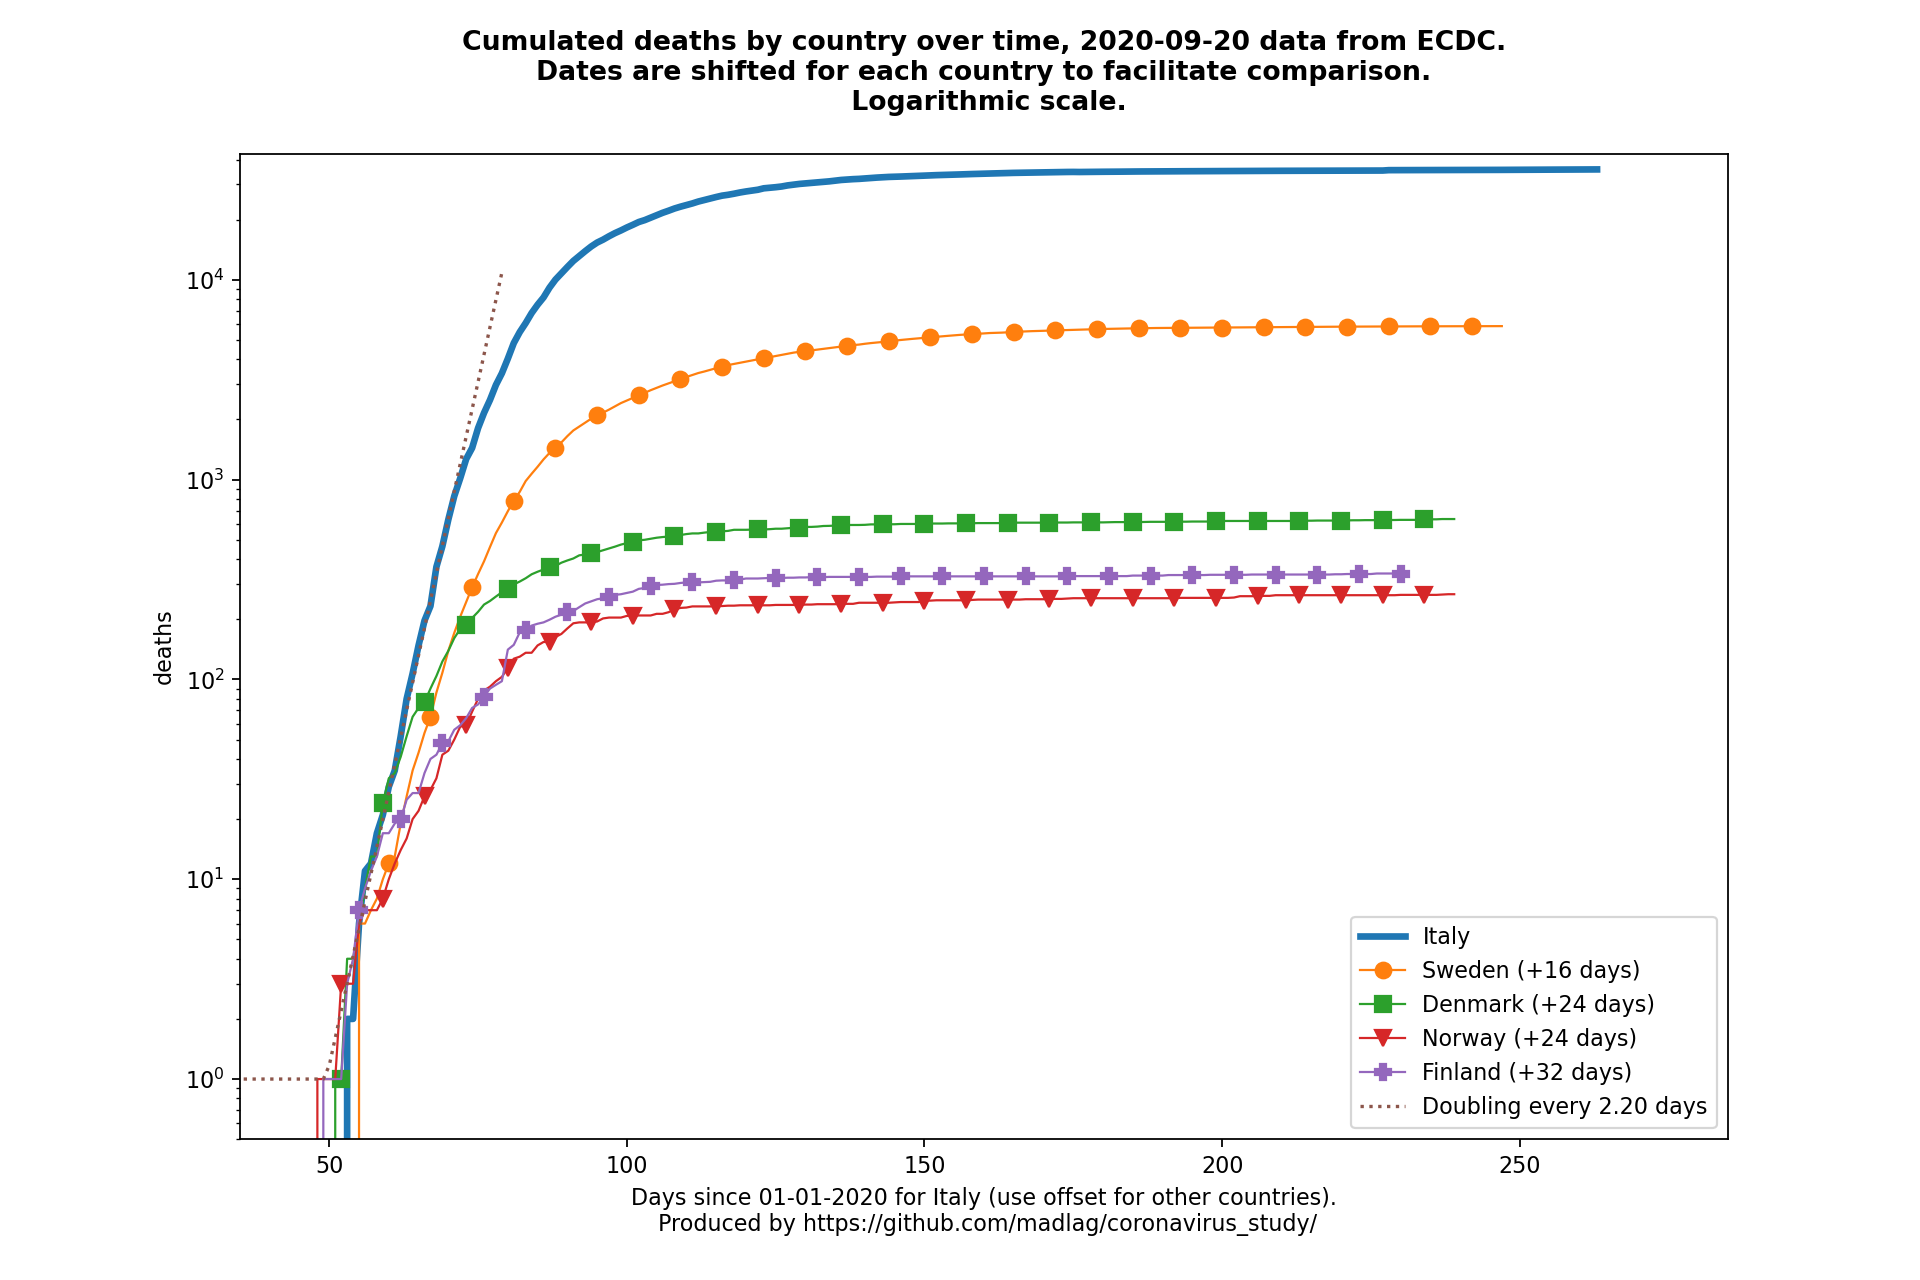 Cumulated deaths by country over time, 2020-09-20 data from ECDC.
Dates are shifted for each country to facilitate comparison.
Logarithmic scale.
deaths
10⁴
10³
10²
10¹
10⁰
50
100
150
200
250
Italy
Sweden (+16 days)
Denmark (+24 days)
Norway (+24 days)
Finland (+32 days)
Doubling every 2.20 days
Days since 01-01-2020 for Italy (use offset for other countries).
Produced by https://github.com/madlag/coronavirus_study/